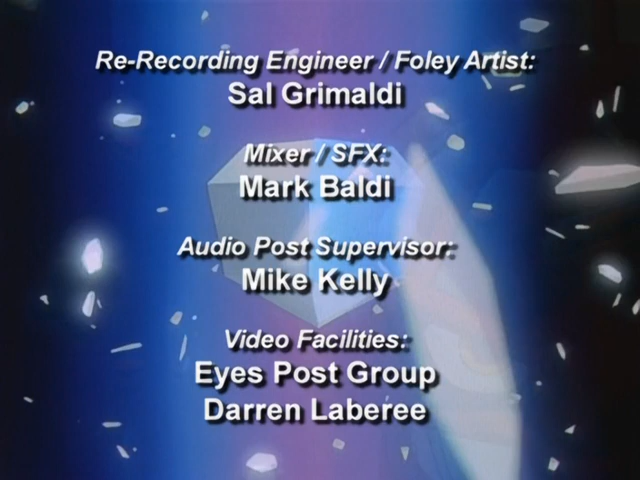 Re-Recording Engineer / Foley Artist:
Sal Grimaldi
Mixer / SFX:
Mark Baldi
Audio Post Supervisor:
Mike Kelly
Video Facilities:
Eyes Post Group
Darren Laberee